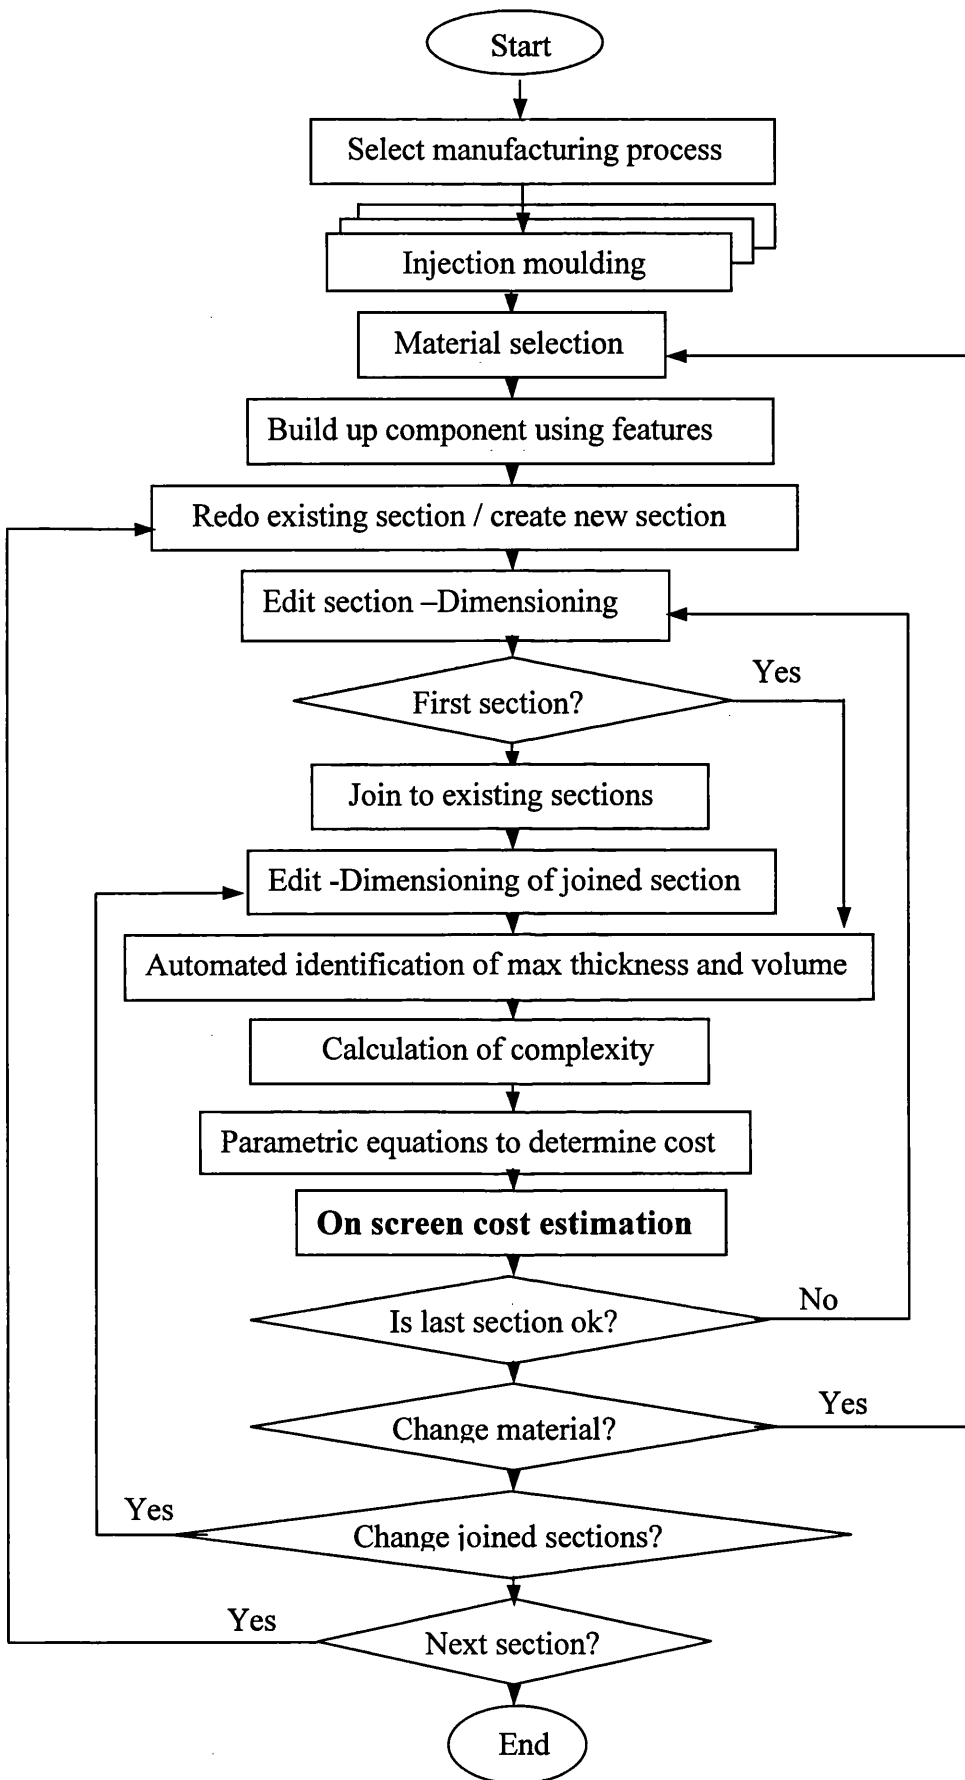 Start
Select manufacturing process
Injection moulding
Material selection
Build up component using features
Redo existing section / create new section
Edit section –Dimensioning
Yes
First section?
Join to existing sections
Edit -Dimensioning of joined section
Automated identification of max thickness and volume
Calculation of complexity
Parametric equations to determine cost
On screen cost estimation
No
Is last section ok?
Yes
Change material?
Yes
Change joined sections?
Yes
Next section?
End